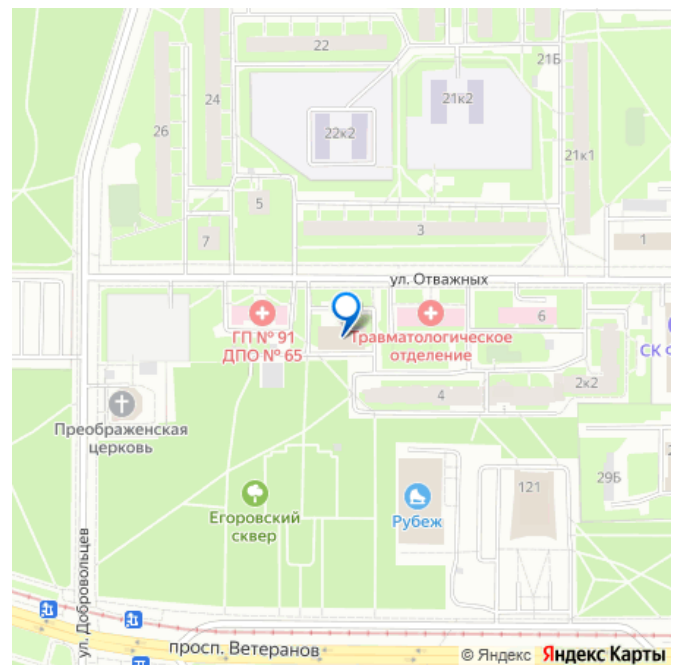 22
21Б
24
26
22к2
21к2
21к1
5
7
3
1
ул. Отважных
ГП № 91
ДПО № 65
Травматологическое
отделение
6
СК Ф
2к2
4
Преображенская
церковь
Егоровский
сквер
Рубеж
121
29Б
2
ул. Добровольцев
просп. Ветеранов
© Яндекс Яндекс Карты